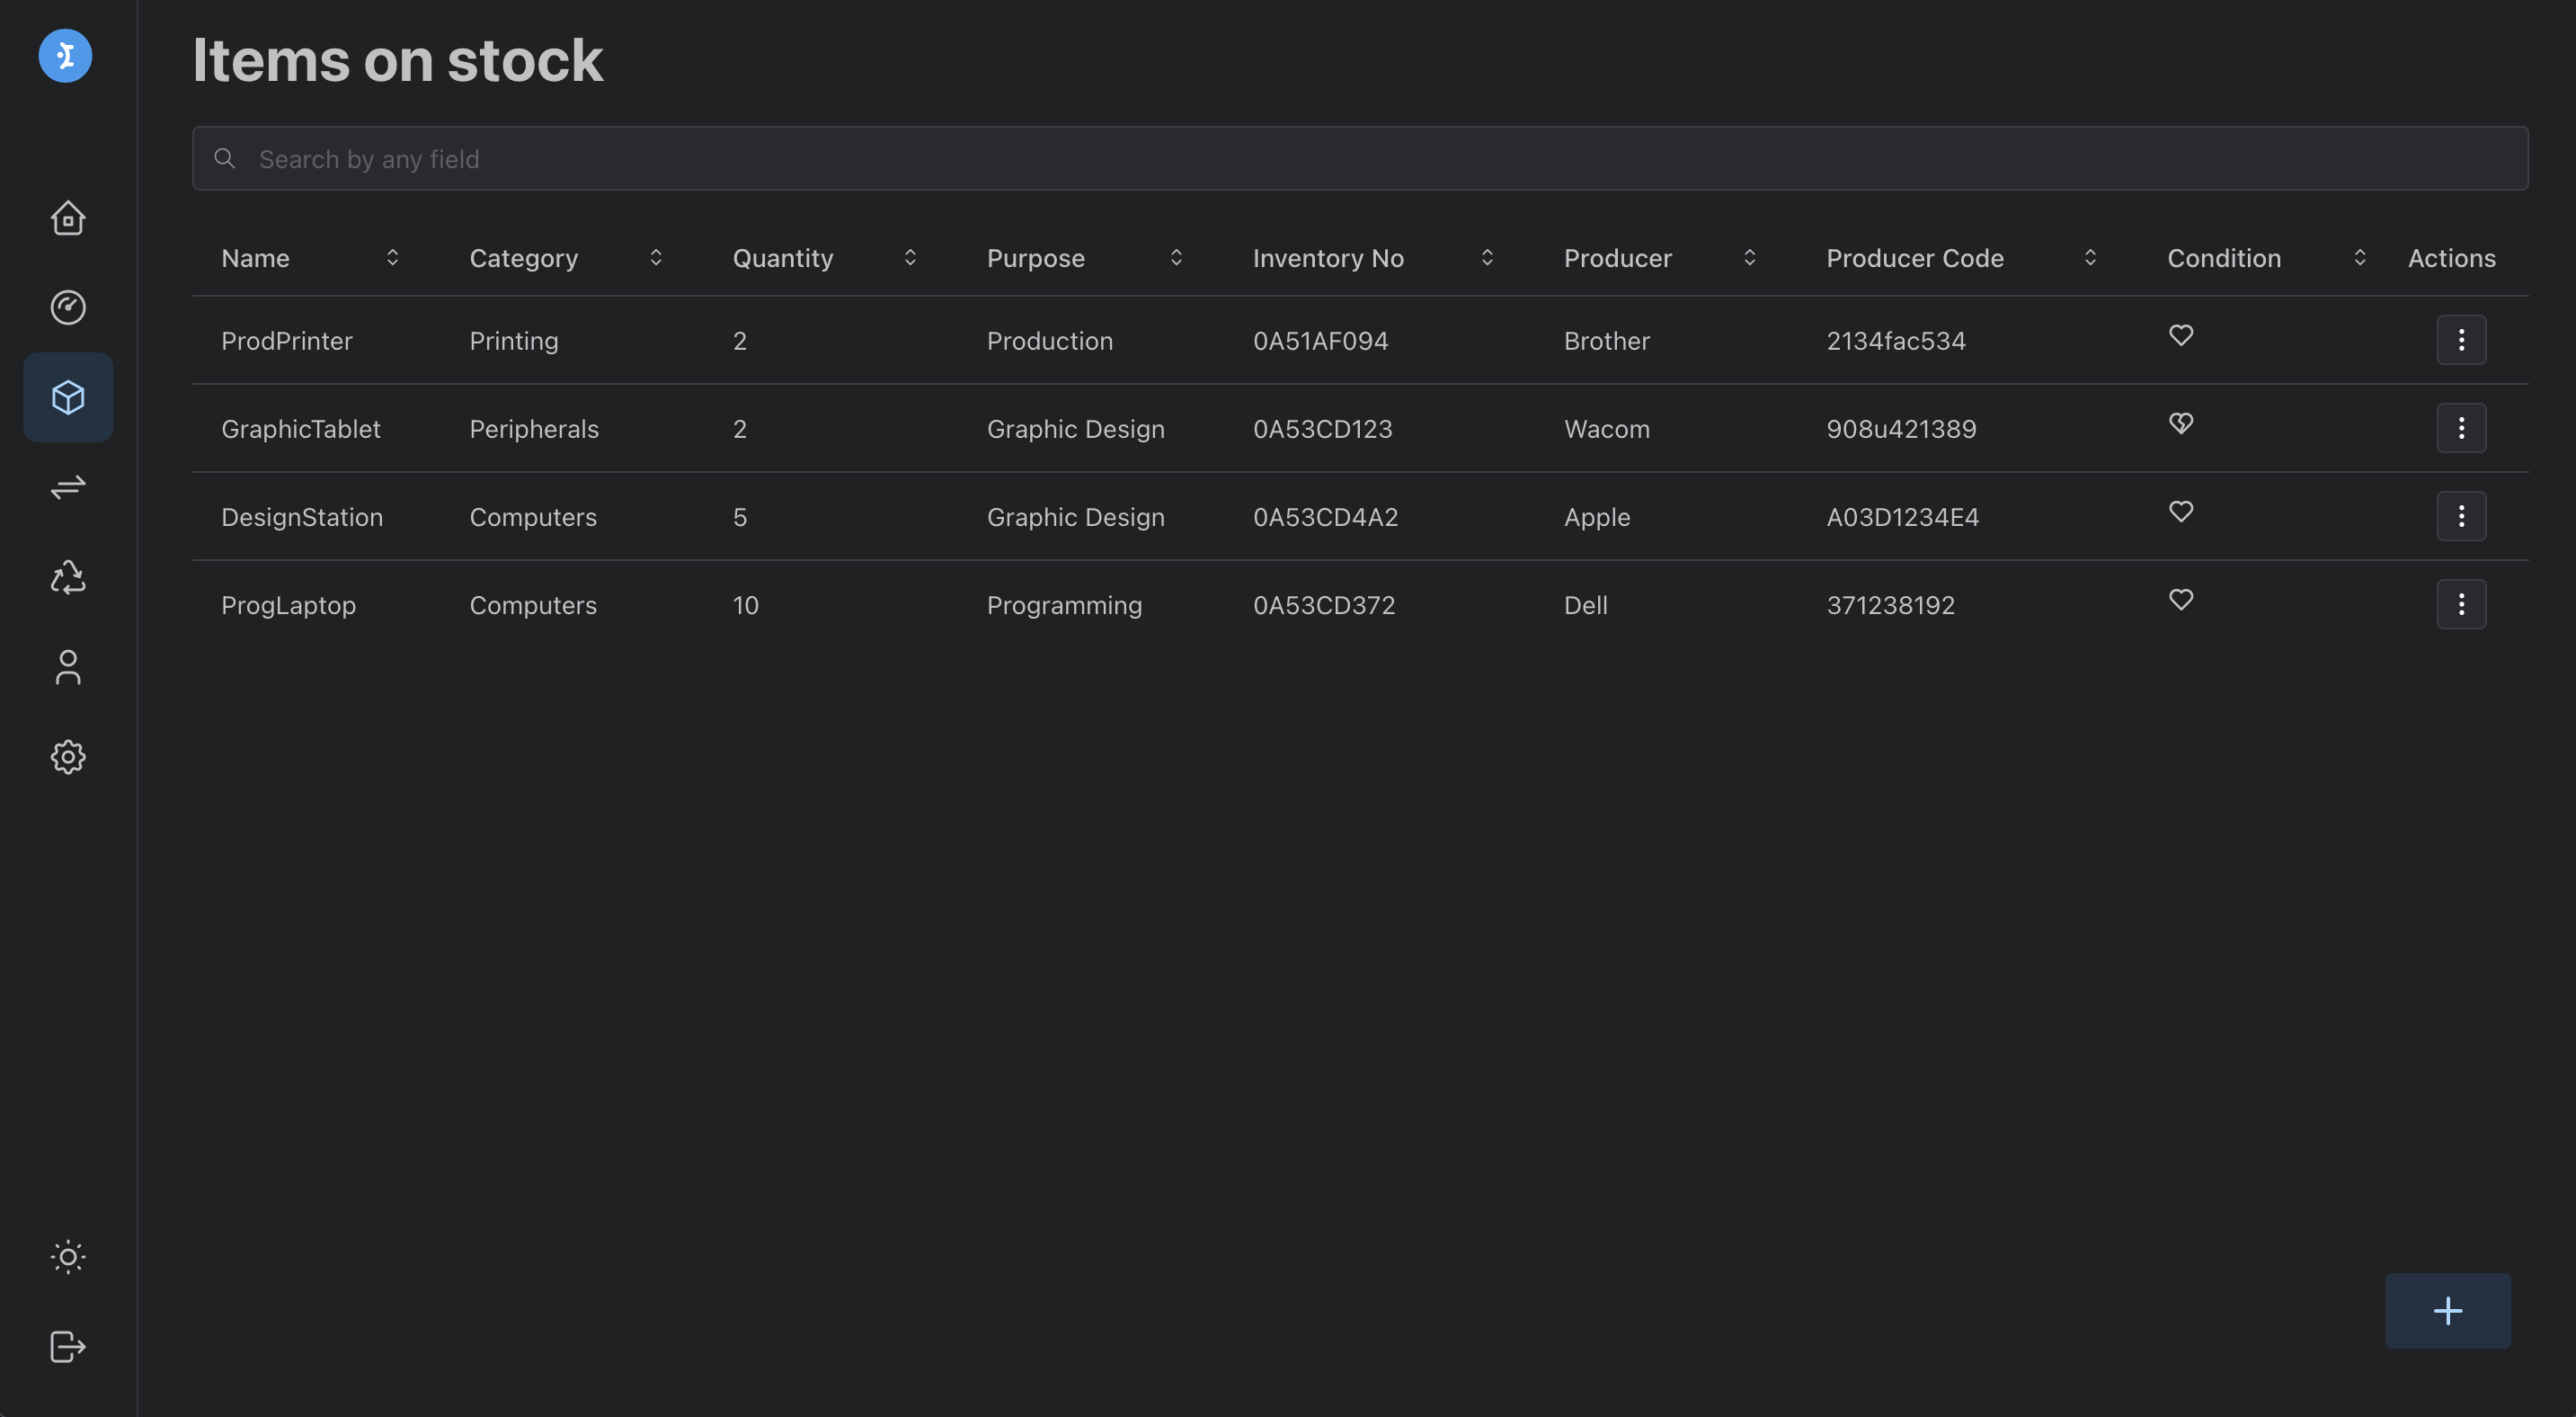 Items on stock
Search by any field
Name Category Quantity Purpose Inventory No Producer Producer Code Condition Actions
ProdPrinter Printing 2 Production 0A51AF094 Brother 2134fac534
GraphicTablet Peripherals 2 Graphic Design 0A53CD123 Wacom 908u421389
DesignStation Computers 5 Graphic Design 0A53CD4A2 Apple A03D1234E4
ProgLaptop Computers 10 Programming 0A53CD372 Dell 371238192